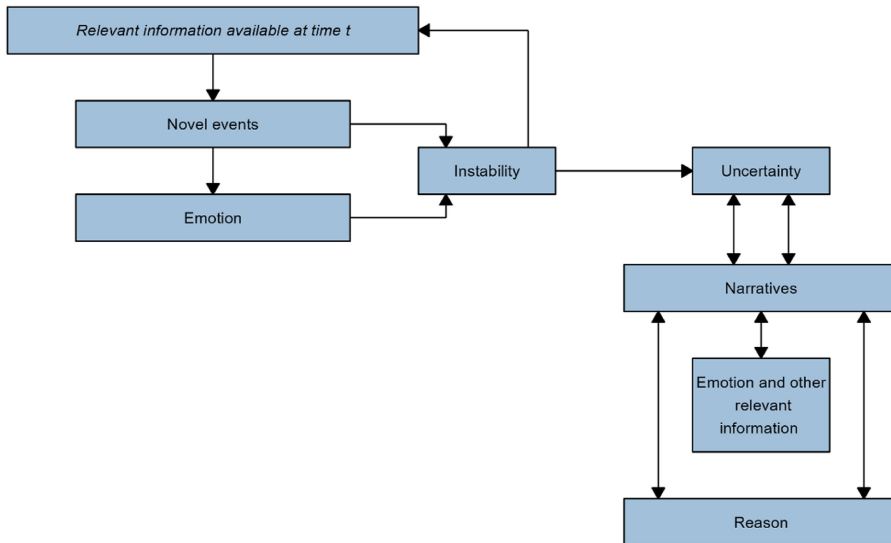 Relevant information available at time t
Novel events
Instability
Uncertainty
Emotion
Narratives
Emotion and other
relevant
information
Reason